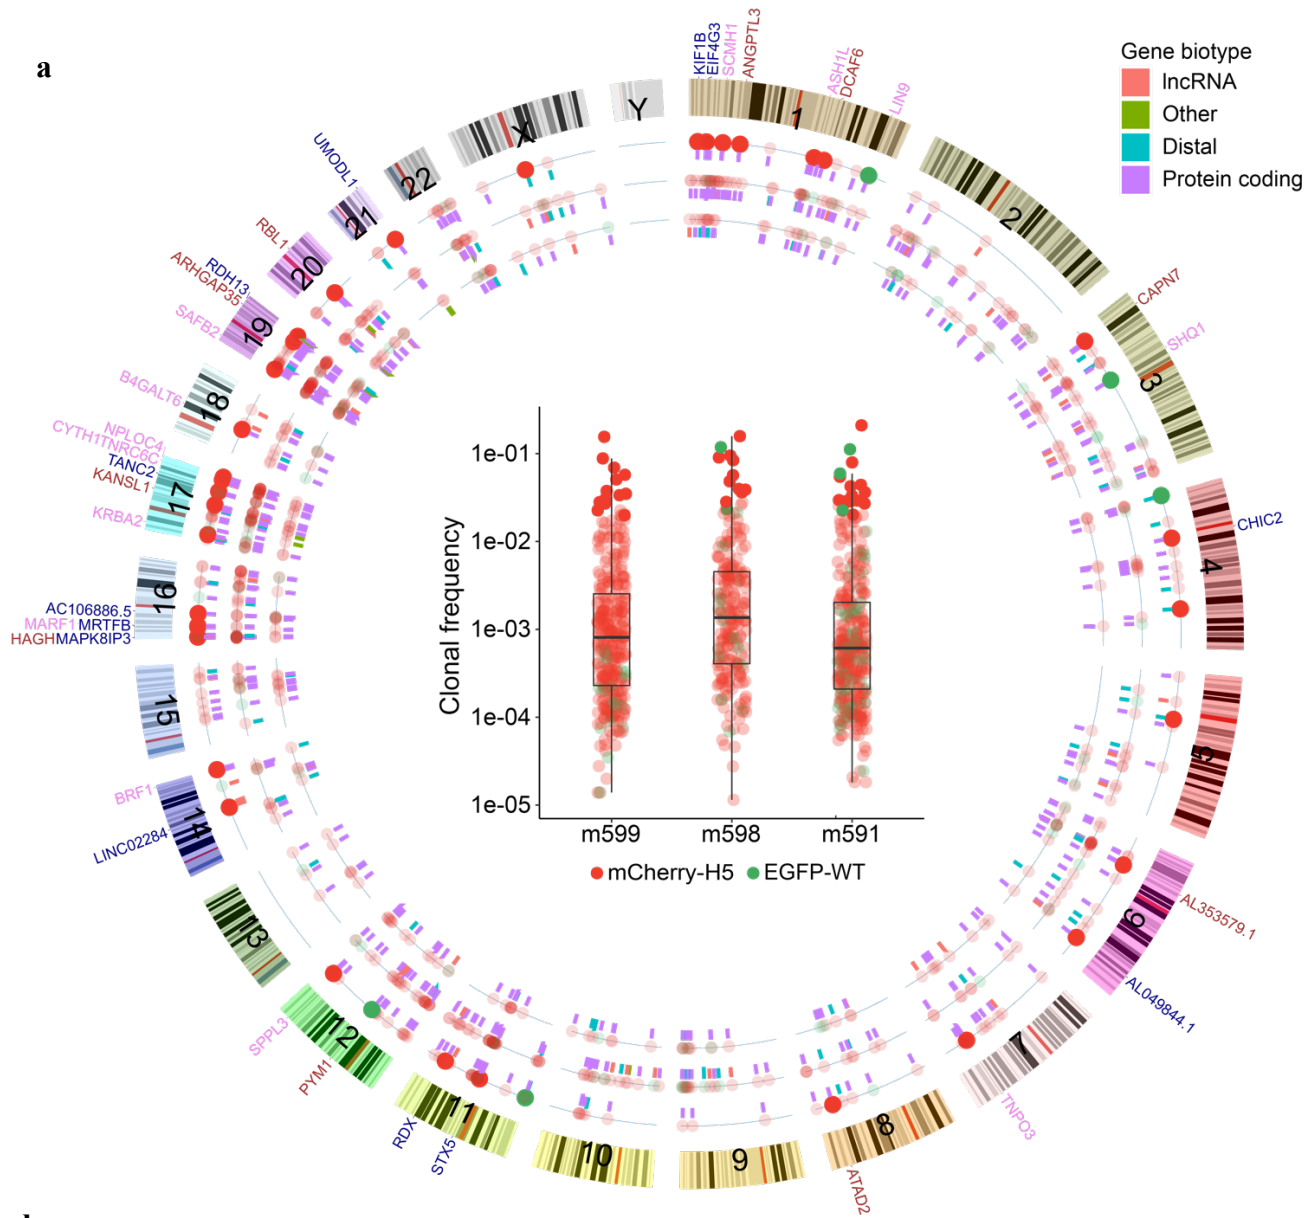 a
KIF1B
EIF4G3
SCMH1
ANGPTL3
ASH1L
DCAF6
LIN9
Gene biotype
lncRNA
Other
Distal
Protein coding
1
2
3
4
5
6
7
8
9
10
11
12
13
14
15
16
17
18
19
20
21
22
X
Y
CAPN7
SHQ1
CHIC2
AL353579.1
AL049844.1
TNPO3
ATAD2
STX5
RDX
PYM1
SPPL3
LINC02284
BRF1
HAGHMAPK8IP3
MARF1 MRTFB
AC106886.5
KRBA2
KANSL1
TANC2
CYTH1TNRC6C
NPLOC4
B4GALT6
SAFB2
ARHGAP35
RDH13
RBL1
UMODL1
Clonal frequency
1e-01
1e-02
1e-03
1e-04
1e-05
m599 m598 m591
mCherry-H5 EGFP-WT